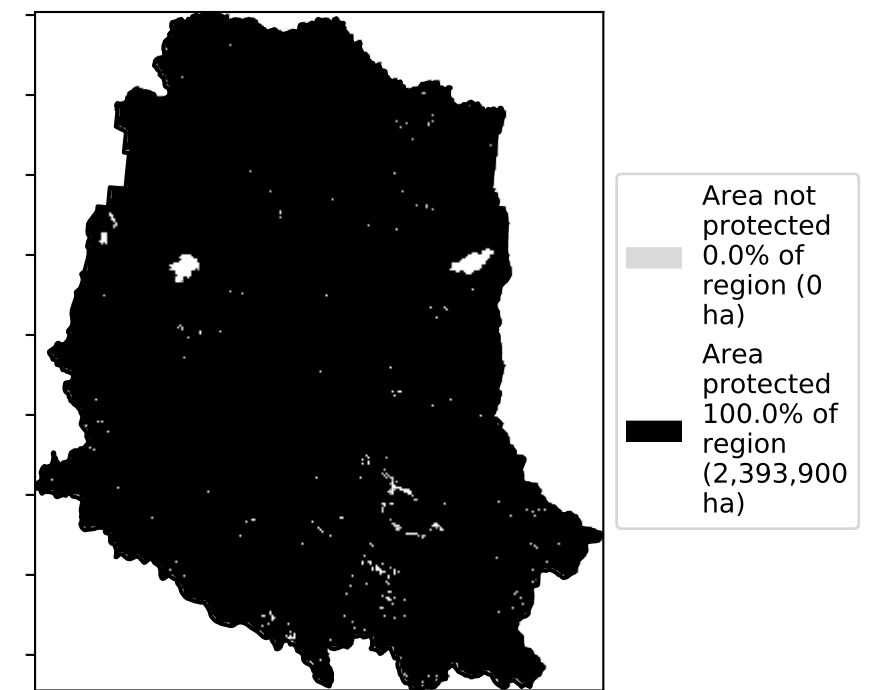 Area not
protected
0.0% of
region (0
ha)
Area
protected
100.0% of
region
(2,393,900
ha)